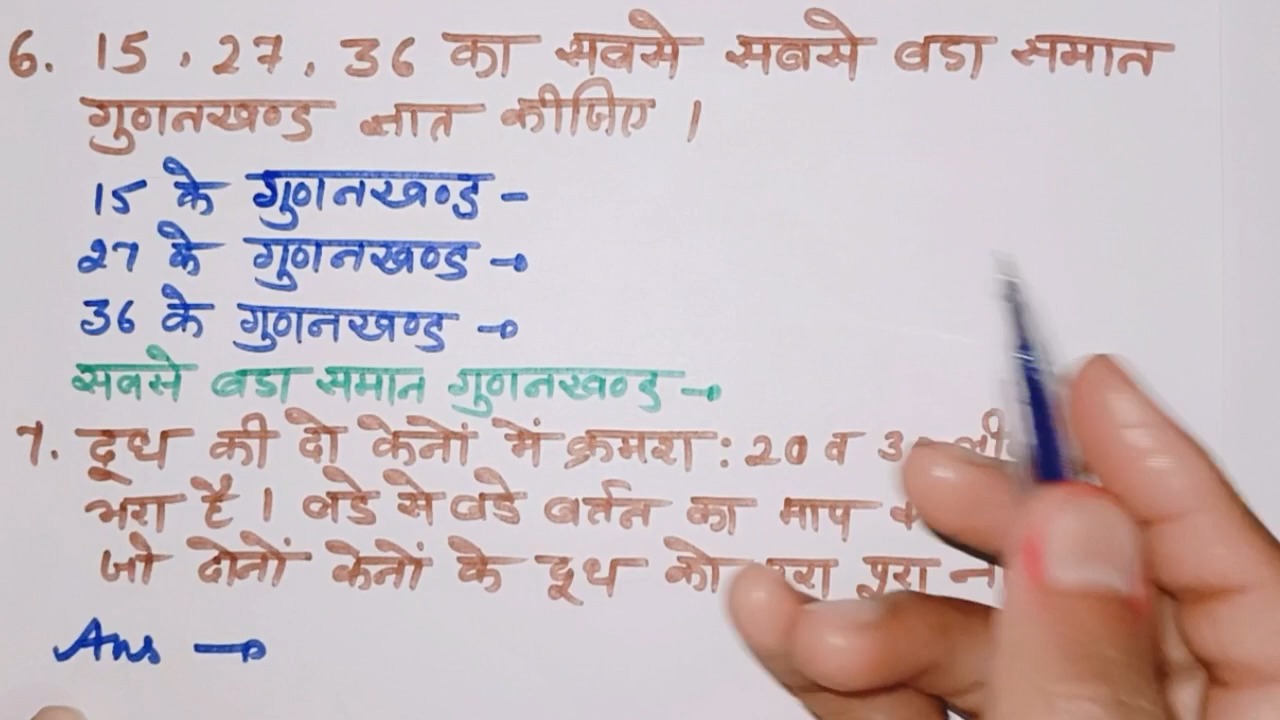 6. 15, 27, 36 का सबसे सबसे बडा समान
गुणनखण्ड ज्ञात कीजिए ।
15 के गुणनखण्ड -
27 के गुणनखण्ड →
36 के गुणनखण्ड →
सबसे बडा समान गुणनखण्ड →
7. दूध की दो केनों में क्रमश: 20 व
भरा है । बडे से बडे बर्तन का माप
जो दोनों केनों के दूध को पूरा
Ans →